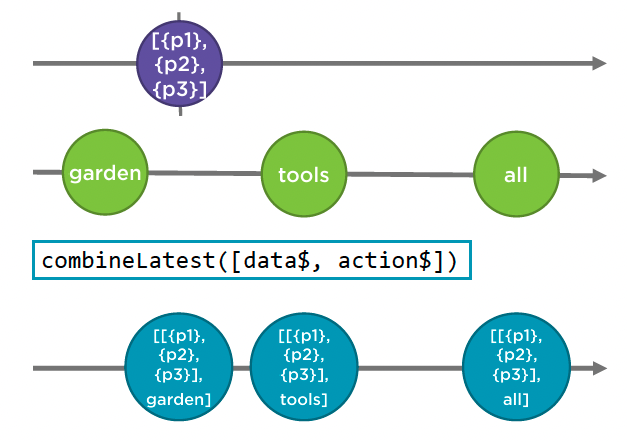 [{p1},
{p2},
{p3}]
garden
tools
all
combineLatest([data$, action$])
[[{p1},
{p2},
{p3}],
garden]
[[{p1},
{p2},
{p3}],
tools]
[[{p1},
{p2},
{p3}],
all]